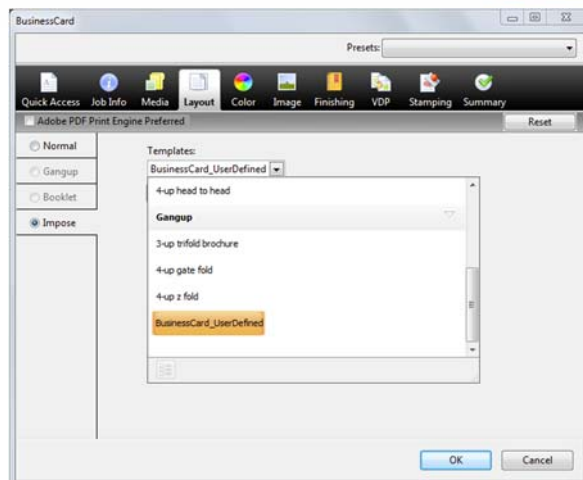 BusinessCard
Presets:
Quick Access Job Info Media Layout Color Image Finishing VDP Stamping Summary
Adobe PDF Print Engine Preferred Reset
Normal
Templates:
Gangup
BusinessCard_UserDefined
Booklet
4-up head to head
Impose
Gangup
3-up trifold brochure
4-up gate fold
4-up z fold
BusinessCard_UserDefined
OK Cancel